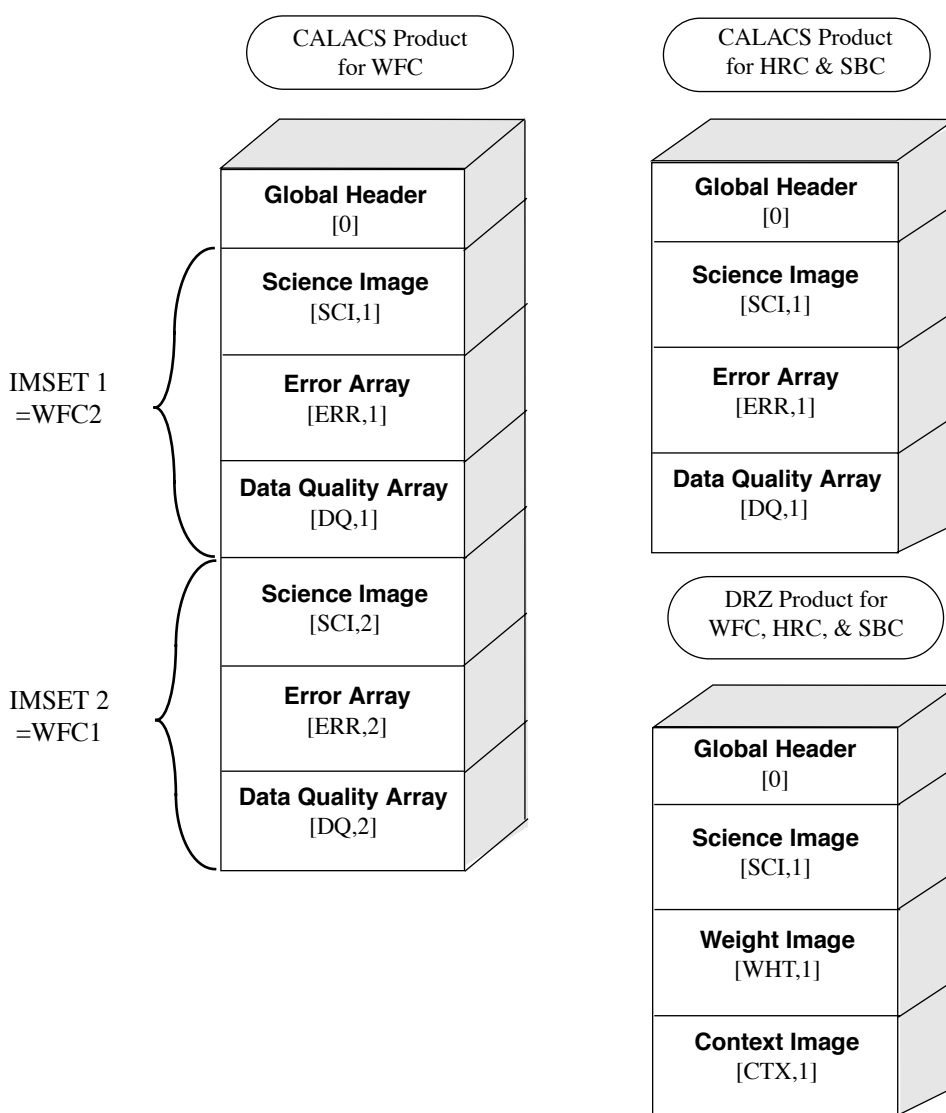 CALACS Product
for WFC
Global Header
[0]
Science Image
[SCI,1]
Error Array
[ERR,1]
Data Quality Array
[DQ,1]
Science Image
[SCI,2]
Error Array
[ERR,2]
Data Quality Array
[DQ,2]
IMSET 1
=WFC2
IMSET 2
=WFC1
CALACS Product
for HRC & SBC
Global Header
[0]
Science Image
[SCI,1]
Error Array
[ERR,1]
Data Quality Array
[DQ,1]
DRZ Product for
WFC, HRC, & SBC
Global Header
[0]
Science Image
[SCI,1]
Weight Image
[WHT,1]
Context Image
[CTX,1]